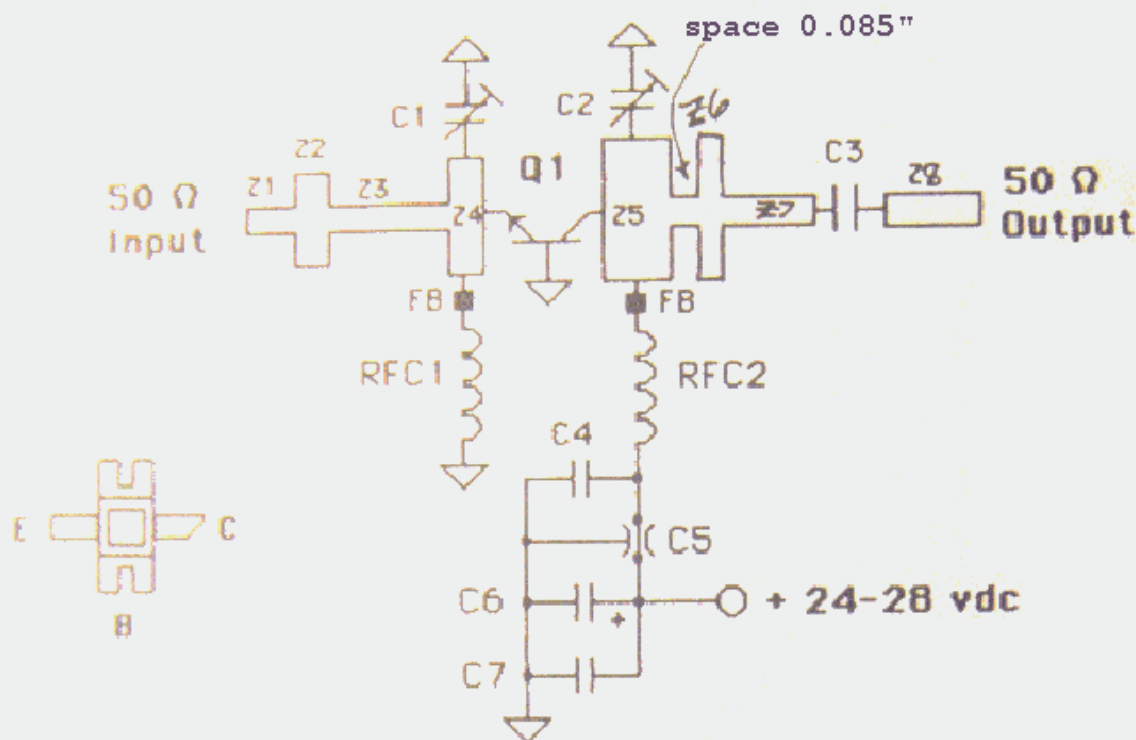 space 0.085"
C1
C2
Z6
C3
Z1
Z2
Z3
Z4
Q1
Z5
Z7
Z8
50 Ω
Input
50 Ω
Output
FB
FB
RFC1
RFC2
C4
C5
C6
+
+ 24-28 vdc
C7
E
C
B